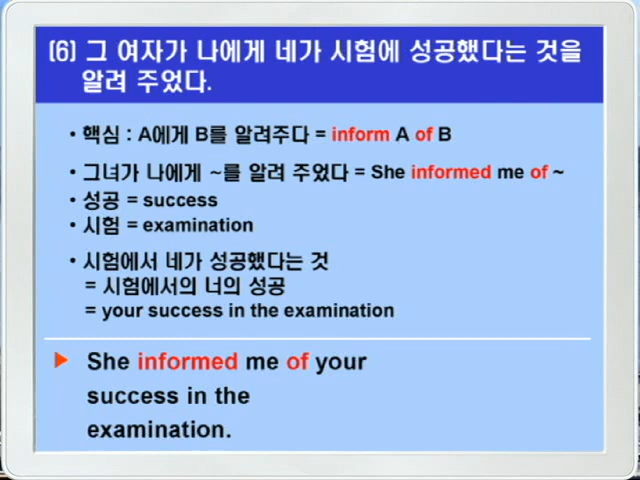 (6) 그 여자가 나에게 네가 시험에 성공했다는 것을
알려 주었다.
• 핵심 : A에게 B를 알려주다 = inform A of B
• 그녀가 나에게 ~를 알려 주었다 = She informed me of ~
• 성공 = success
• 시험 = examination
• 시험에서 네가 성공했다는 것
= 시험에서의 너의 성공
= your success in the examination
She informed me of your
success in the
examination.